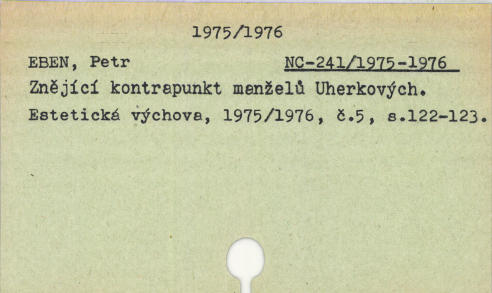 1975/1976
EBEN, Petr NC-241/1975-1976
Znějící kontrapunkt manželů Uherkových.
Estetická výchova, 1975/1976, č.5, s.122-123.